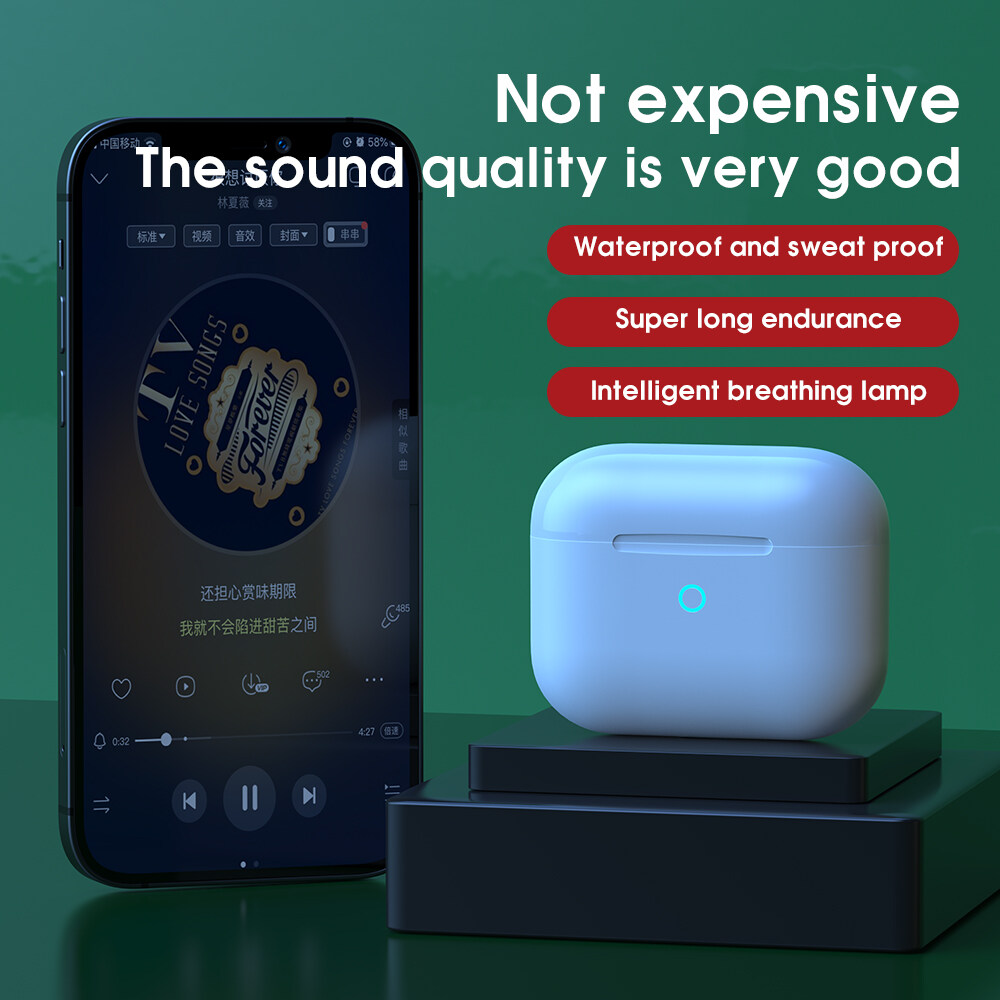 Not expensive
The sound quality is very good
Waterproof and sweat proof
Super long endurance
Intelligent breathing lamp
中国移动
58%
林夏薇 关注
标准 视频 音效 封面 串串
TV
LOVE SONGS
Forever
还担心赏味期限
我就不会陷进甜苦之间
485
VIP
502
0:32
4:27
倍速